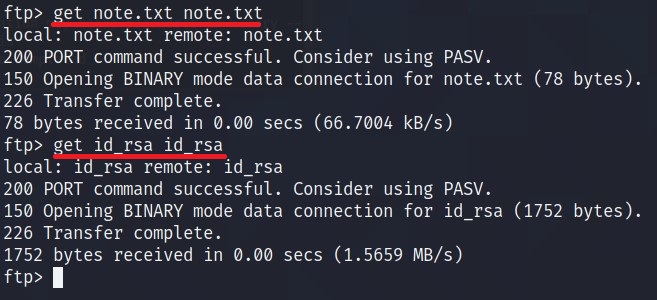 ftp> get note.txt note.txt
local: note.txt remote: note.txt
200 PORT command successful. Consider using PASV.
150 Opening BINARY mode data connection for note.txt (78 bytes).
226 Transfer complete.
78 bytes received in 0.00 secs (66.7004 kB/s)
ftp> get id_rsa id_rsa
local: id_rsa remote: id_rsa
200 PORT command successful. Consider using PASV.
150 Opening BINARY mode data connection for id_rsa (1752 bytes).
226 Transfer complete.
1752 bytes received in 0.00 secs (1.5659 MB/s)
ftp>